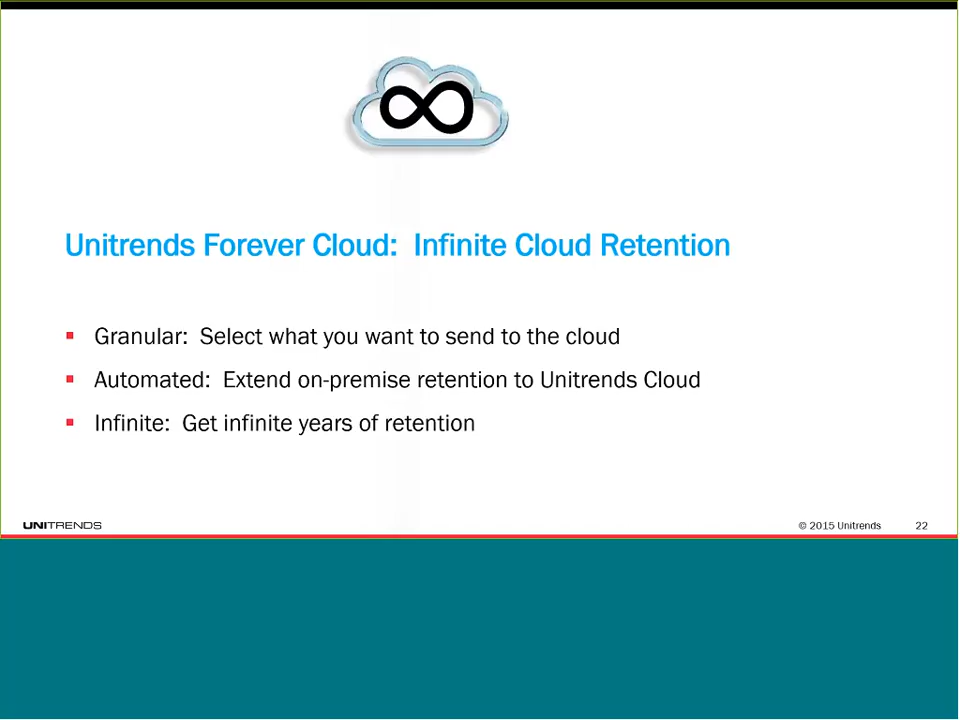 Unitrends Forever Cloud:  Infinite Cloud Retention
Granular:  Select what you want to send to the cloud
Automated:  Extend on-premise retention to Unitrends Cloud
Infinite:  Get infinite years of retention
UNITRENDS
© 2015 Unitrends
22